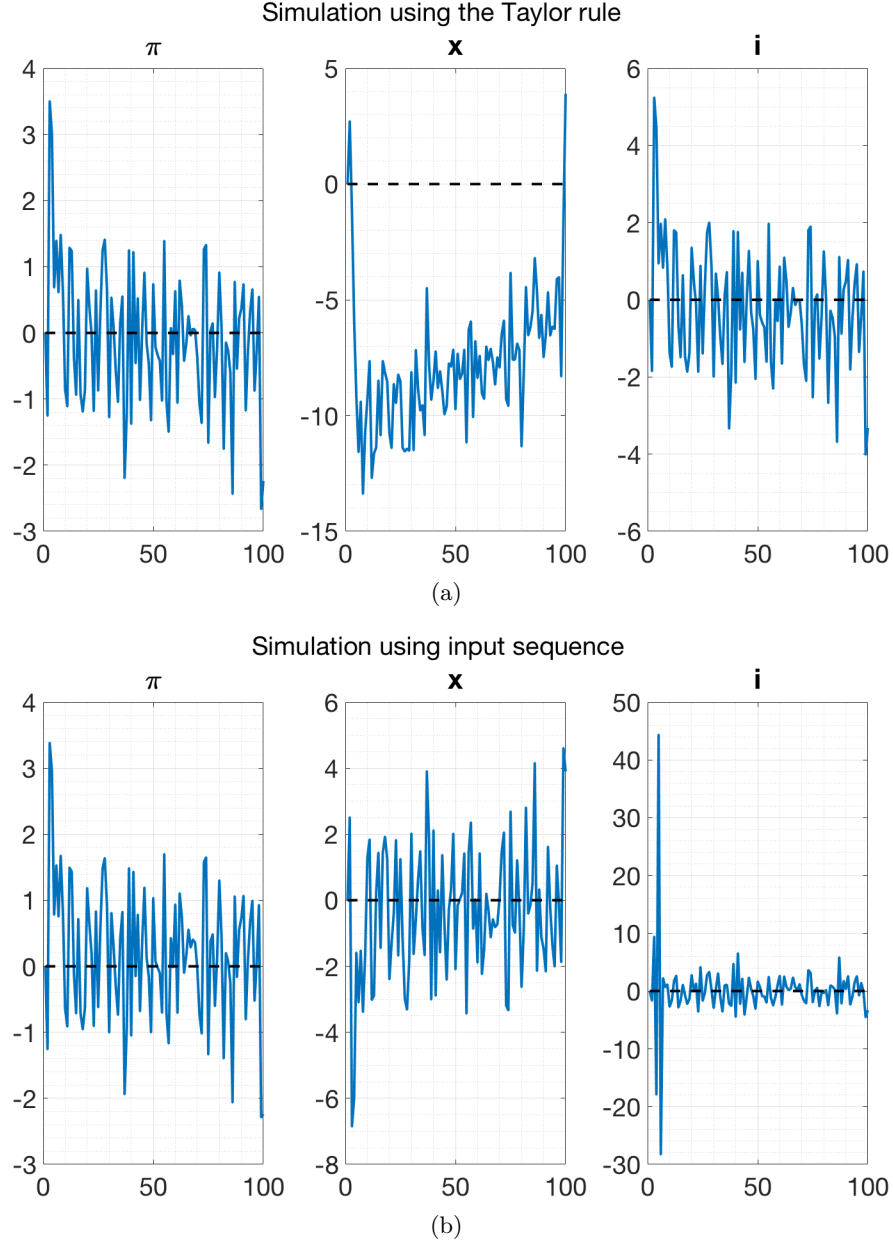 Simulation using the Taylor rule
π x i
4 5 6
3 4
2 0 2
1
0 -5 0
-1 -2
-2 -10 -4
-3 -15 -6
0 50 100 0 50 100 0 50 100
(a)
Simulation using input sequence
π x i
4 6 50
3 4 40
2 2 30
1 0 20
0 -2 10
-1 -4 0
-2 -6 -10
-3 -8 -20
-30
0 50 100 0 50 100 0 50 100
(b)